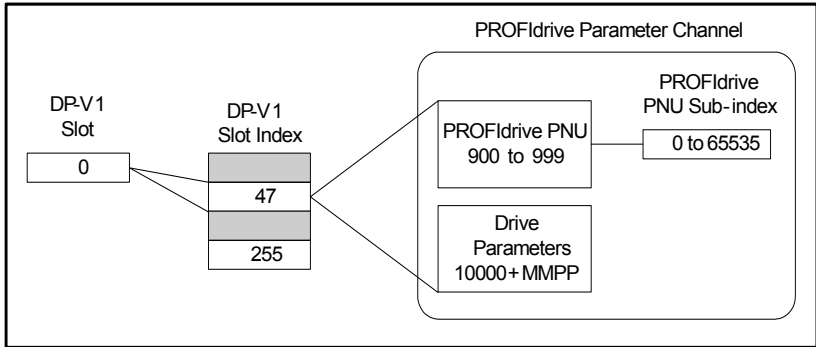 PROFIdrive Parameter Channel
DP-V1
Slot
0
DP-V1
Slot Index
47
255
PROFIdrive PNU
900 to 999
PROFIdrive
PNU Sub-index
0 to 65535
Drive
Parameters
10000+MMPP